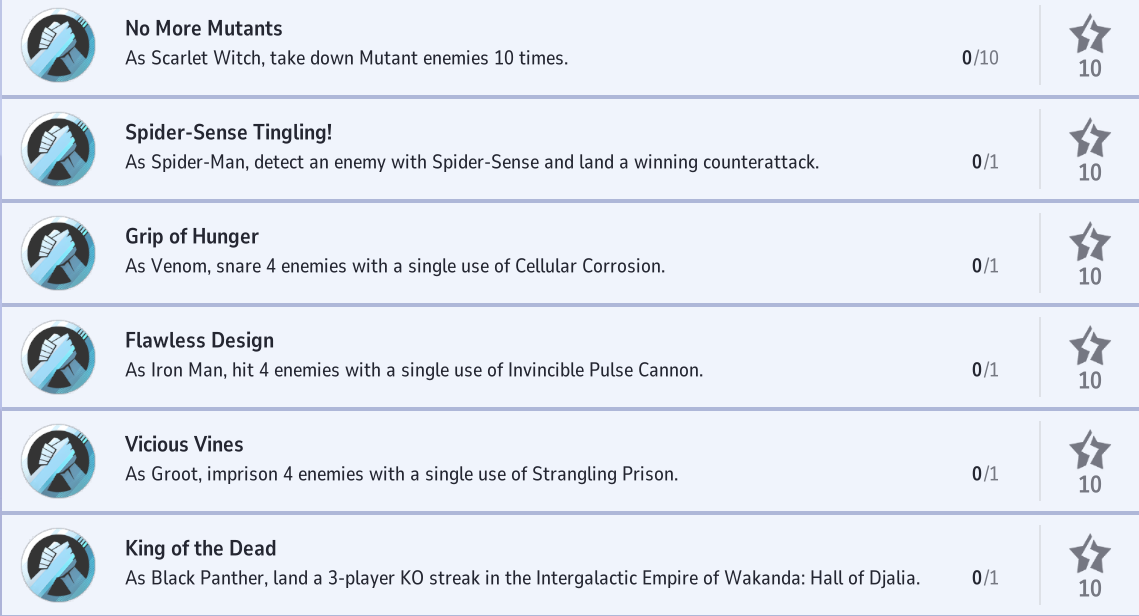 No More Mutants
As Scarlet Witch, take down Mutant enemies 10 times.
0/10
10
Spider-Sense Tingling!
As Spider-Man, detect an enemy with Spider-Sense and land a winning counterattack.
0/1
10
Grip of Hunger
As Venom, snare 4 enemies with a single use of Cellular Corrosion.
0/1
10
Flawless Design
As Iron Man, hit 4 enemies with a single use of Invincible Pulse Cannon.
0/1
10
Vicious Vines
As Groot, imprison 4 enemies with a single use of Strangling Prison.
0/1
10
King of the Dead
As Black Panther, land a 3-player KO streak in the Intergalactic Empire of Wakanda: Hall of Djalia.
0/1
10